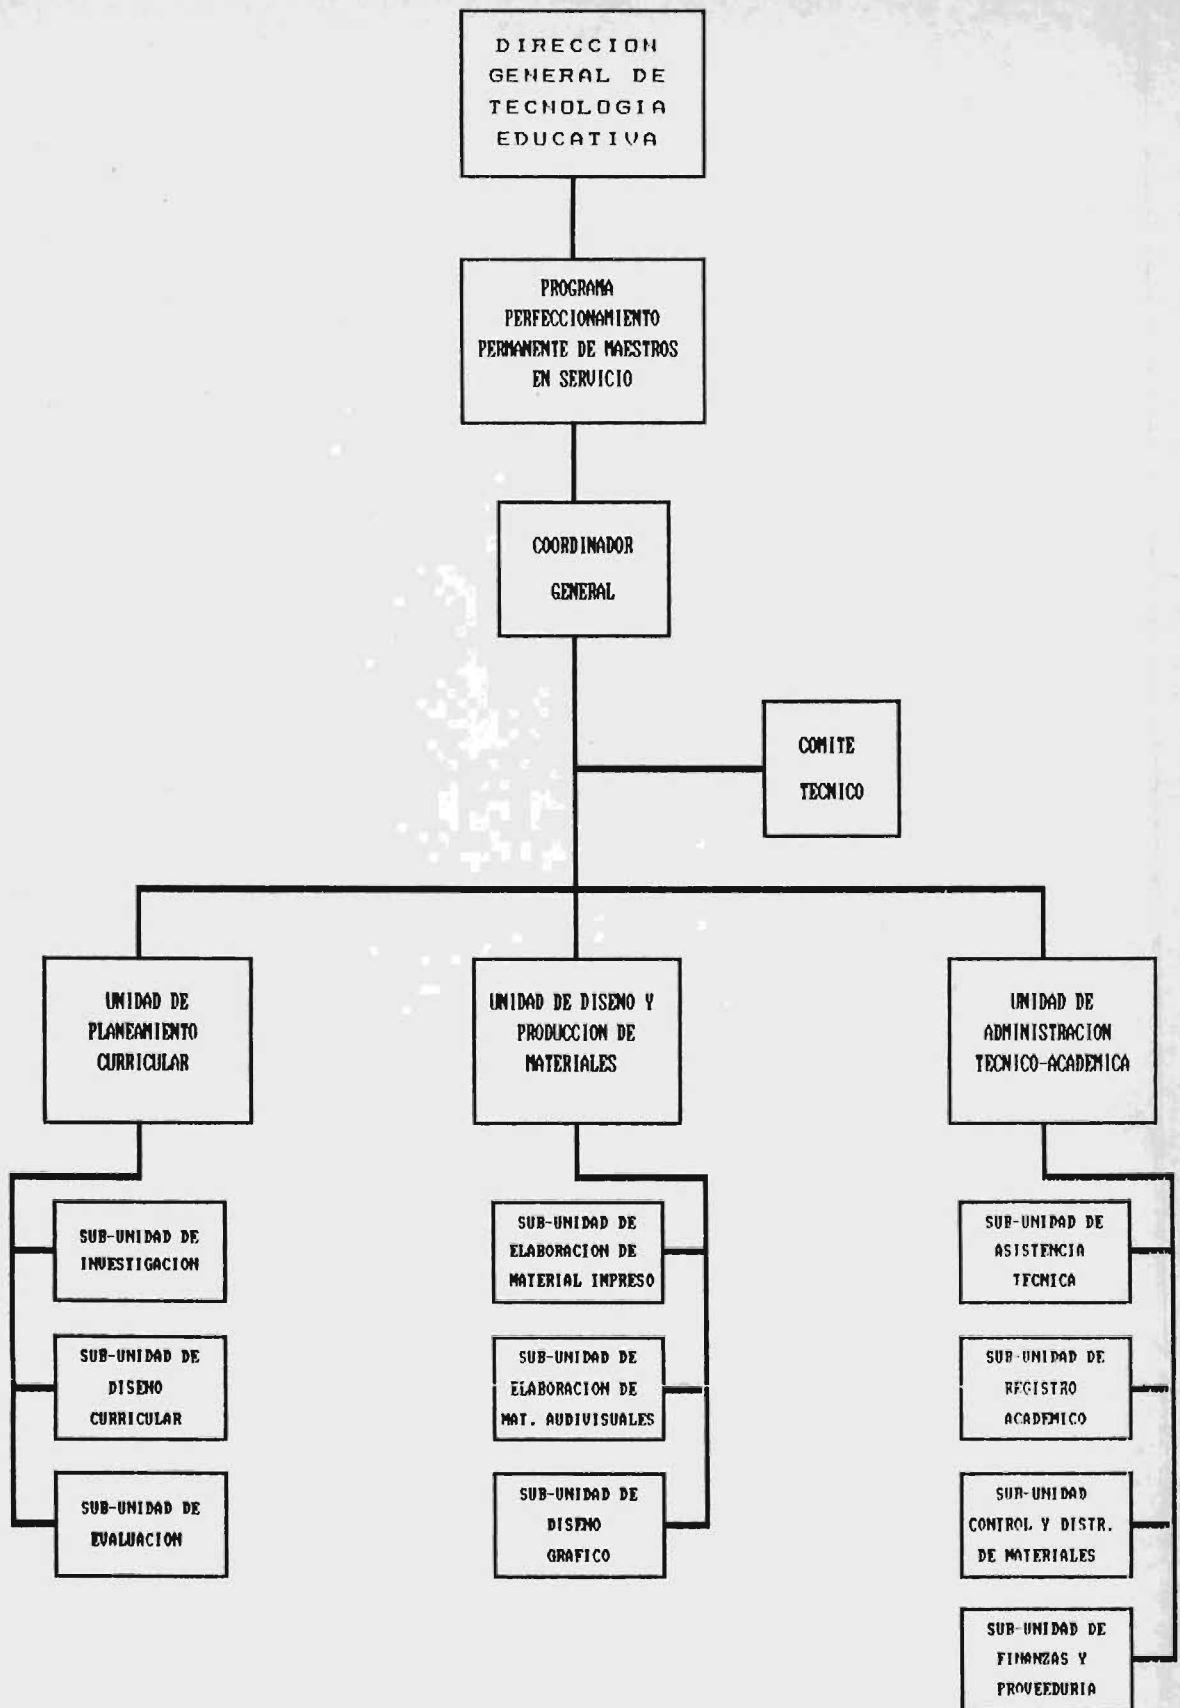 DIRECCION
GENERAL DE
TECNOLOGIA
EDUCATIVA
PROGRAMA
PERFECCIONAMIENTO
PERMANENTE DE MAESTROS
EN SERVICIO
COORDINADOR
GENERAL
COMITE
TECNICO
UNIDAD DE
PLANEAMIENTO
CURRICULAR
UNIDAD DE DISENO Y
PRODUCCION DE
MATERIALES
UNIDAD DE
ADMINISTRACION
TECNICO-ACADEMICA
SUB-UNIDAD DE
INVESTIGACION
SUB-UNIDAD DE
DISENO
CURRICULAR
SUB-UNIDAD DE
EVALUACION
SUB-UNIDAD DE
ELABORACION DE
MATERIAL IMPRESO
SUB-UNIDAD DE
ELABORACION DE
MAT. AUDIVISUALES
SUB-UNIDAD DE
DISENO
GRAFICO
SUB-UNIDAD DE
ASISTENCIA
TECNICA
SUB-UNIDAD DE
REGISTRO
ACADEMICO
SUB-UNIDAD
CONTROL Y DISTR.
DE MATERIALES
SUB-UNIDAD DE
FINANZAS Y
PROVEEDURIA